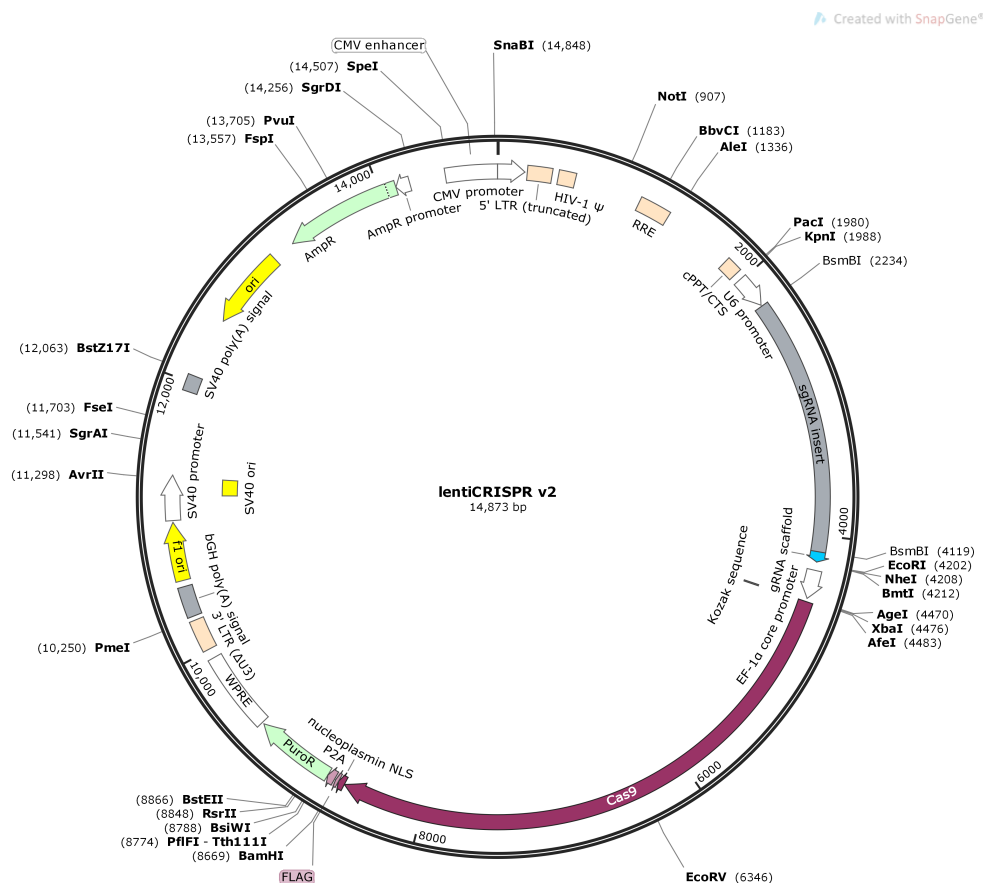 Created with SnapGene®
CMV enhancer
SnaBI (14,848)
(14,507) SpeI
(14,256) SgrDI
(13,705) PvuI
(13,557) FspI
NotI (907)
BbvCI (1183)
AleI (1336)
PacI (1980)
KpnI (1988)
BsmBI (2234)
14,000
CMV promoter
5' LTR (truncated)
HIV-1 Ψ
RRE
AmpR promoter
AmpR
2000
cPPT/CTS
U6 promoter
ori
SV40 poly(A) signal
(12,063) BstZ17I
12,000
(11,703) FseI
(11,541) SgrAI
(11,298) AvrII
SV40 promoter
SV40 ori
sgRNA insert
lentiCRISPR v2
14,873 bp
4000
gRNA scaffold
Kozak sequence
EF-1α core promoter
BsmBI (4119)
EcoRI (4202)
NheI (4208)
BmtI (4212)
AgeI (4470)
XbaI (4476)
AfeI (4483)
f1 ori
bGH poly(A) signal
3' LTR (ΔU3)
(10,250) PmeI
10,000
WPRE
PuroR
P2A
nucleoplasmin NLS
Cas9
6000
8000
(8866) BstEII
(8848) RsrII
(8788) BsiWI
(8774) PflFI - Tth111I
(8669) BamHI
FLAG
EcoRV (6346)